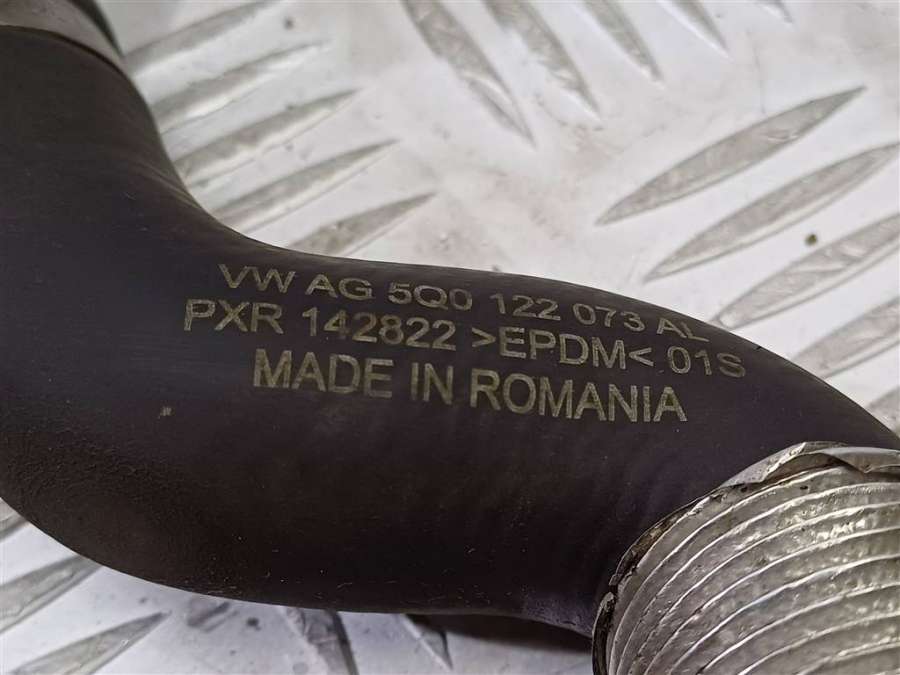 VW AG 5Q0 122 073 AL
PXR 142822 >EPDM< 01S
MADE IN ROMANIA